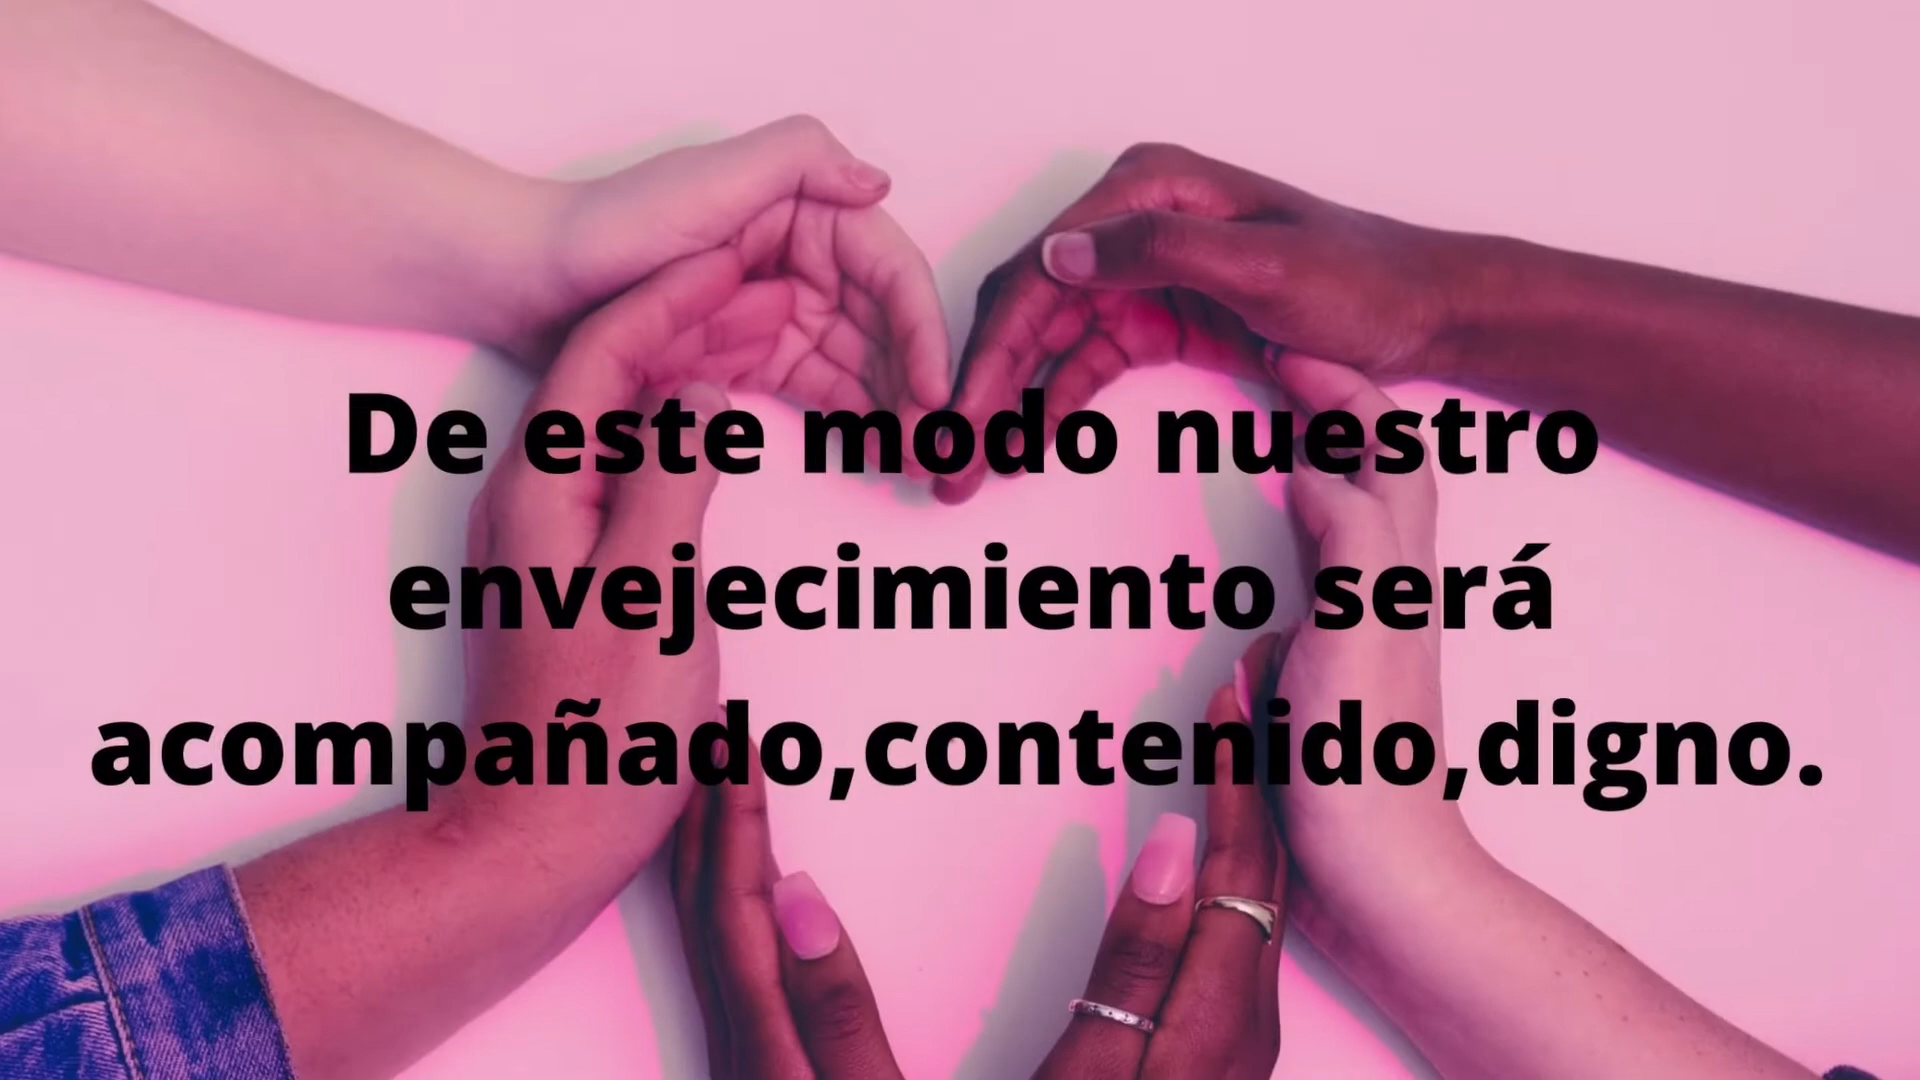 De este modo nuestro
envejecimiento será
acompañado,contenido,digno.